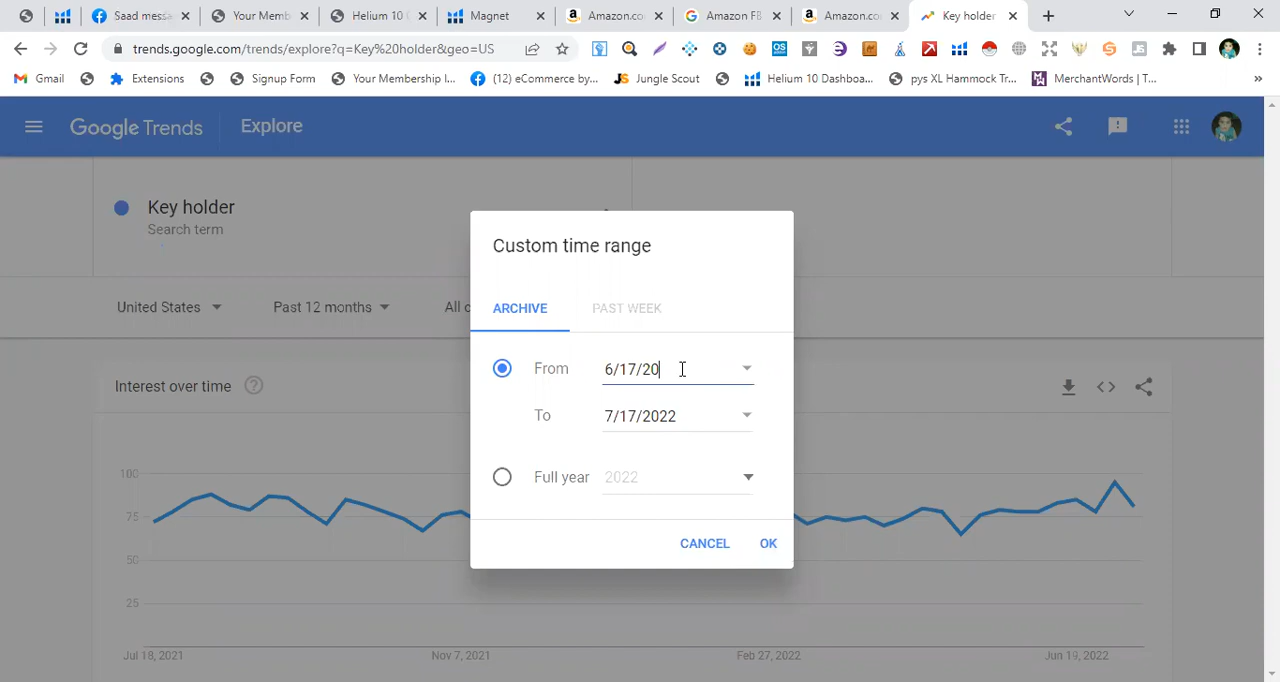 Saad messa
Your Memb
Helium 10
Magnet
Amazon.co
Amazon FB
Amazon.co
Key holder
trends.google.com/trends/explore?q=Key%20holder&geo=US
Gmail
Extensions
Signup Form
Your Membership I...
(12) eCommerce by...
Jungle Scout
Helium 10 Dashboa...
pys XL Hammock Tr...
MerchantWords | T...
»
Google Trends
Explore
Key holder
Search term
United States
Past 12 months
All c
Custom time range
ARCHIVE
PAST WEEK
From
6/17/20
To
7/17/2022
Full year
2022
CANCEL
OK
Interest over time
100
75
50
25
Jul 18, 2021
Nov 7, 2021
Feb 27, 2022
Jun 19, 2022